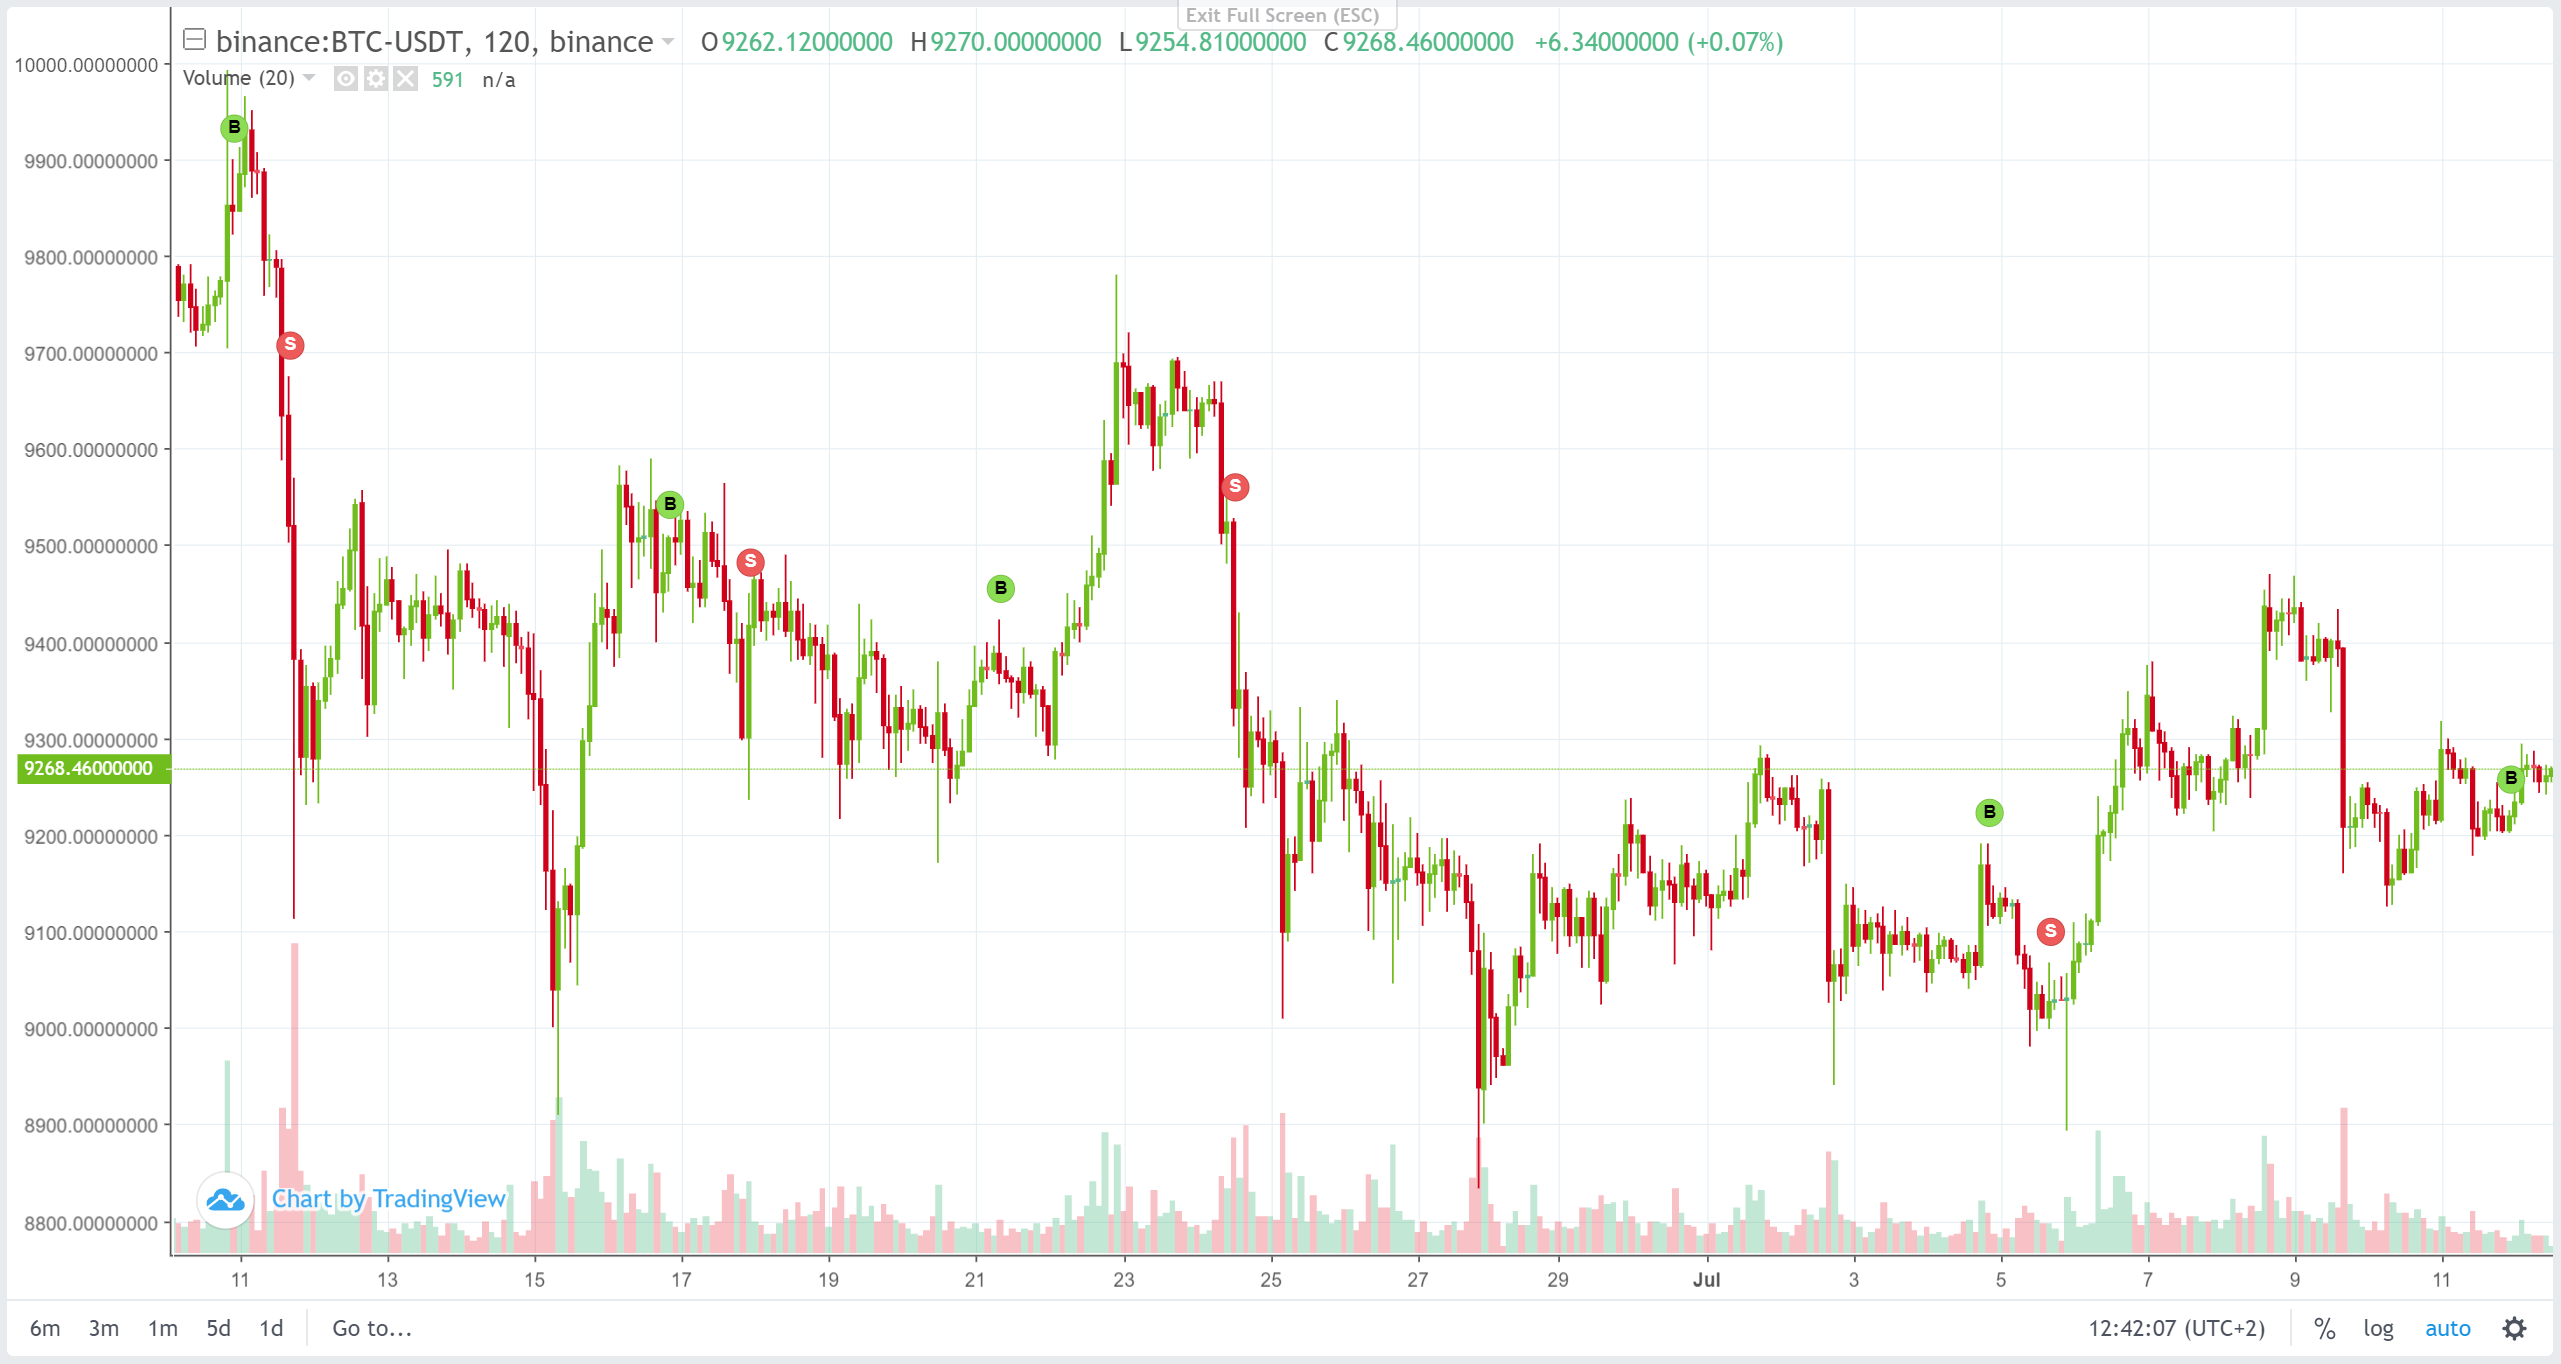 Exit Full Screen (ESC)
binance:BTC-USDT, 120, binance O9262.12000000 H9270.00000000 L9254.81000000 C9268.46000000 +6.34000000 (+0.07%)
Volume (20) 591 n/a
10000.00000000
9900.00000000
9800.00000000
9700.00000000
9600.00000000
9500.00000000
9400.00000000
9300.00000000
9268.46000000
9200.00000000
9100.00000000
9000.00000000
8900.00000000
8800.00000000
B
S
B
S
B
S
B
S
B
Chart by TradingView
11 13 15 17 19 21 23 25 27 29 Jul 3 5 7 9 11
6m 3m 1m 5d 1d Go to... 12:42:07 (UTC+2) % log auto